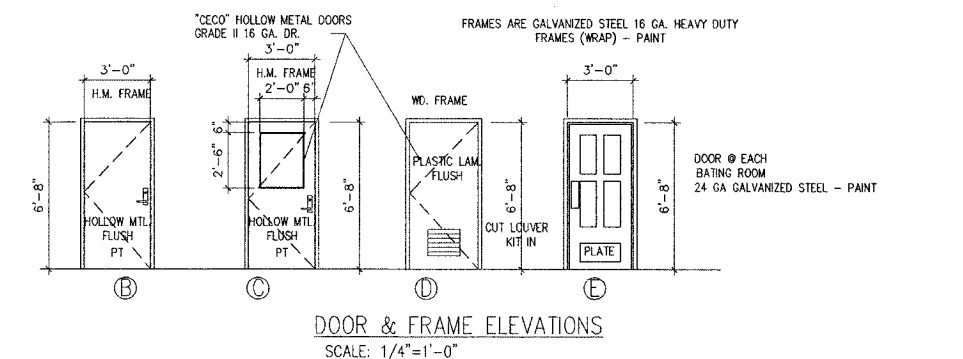 "CECO" HOLLOW METAL DOORS
GRADE II 16 GA. DR.
FRAMES ARE GALVANIZED STEEL 16 GA. HEAVY DUTY
FRAMES (WRAP) - PAINT
3'-0"
H.M. FRAME
6'-8"
HOLLOW MTL.
FLUSH
PT
B
3'-0"
H.M. FRAME
2'-0" 6"
6"
2'-6"
6'-8"
HOLLOW MTL.
FLUSH
PT
C
WD. FRAME
PLASTIC LAM.
FLUSH
6'-8"
CUT LOUVER
KIT IN
D
3'-0"
6'-8"
PLATE
E
DOOR @ EACH
BATING ROOM
24 GA GALVANIZED STEEL - PAINT
DOOR & FRAME ELEVATIONS
SCALE: 1/4"=1'-0"